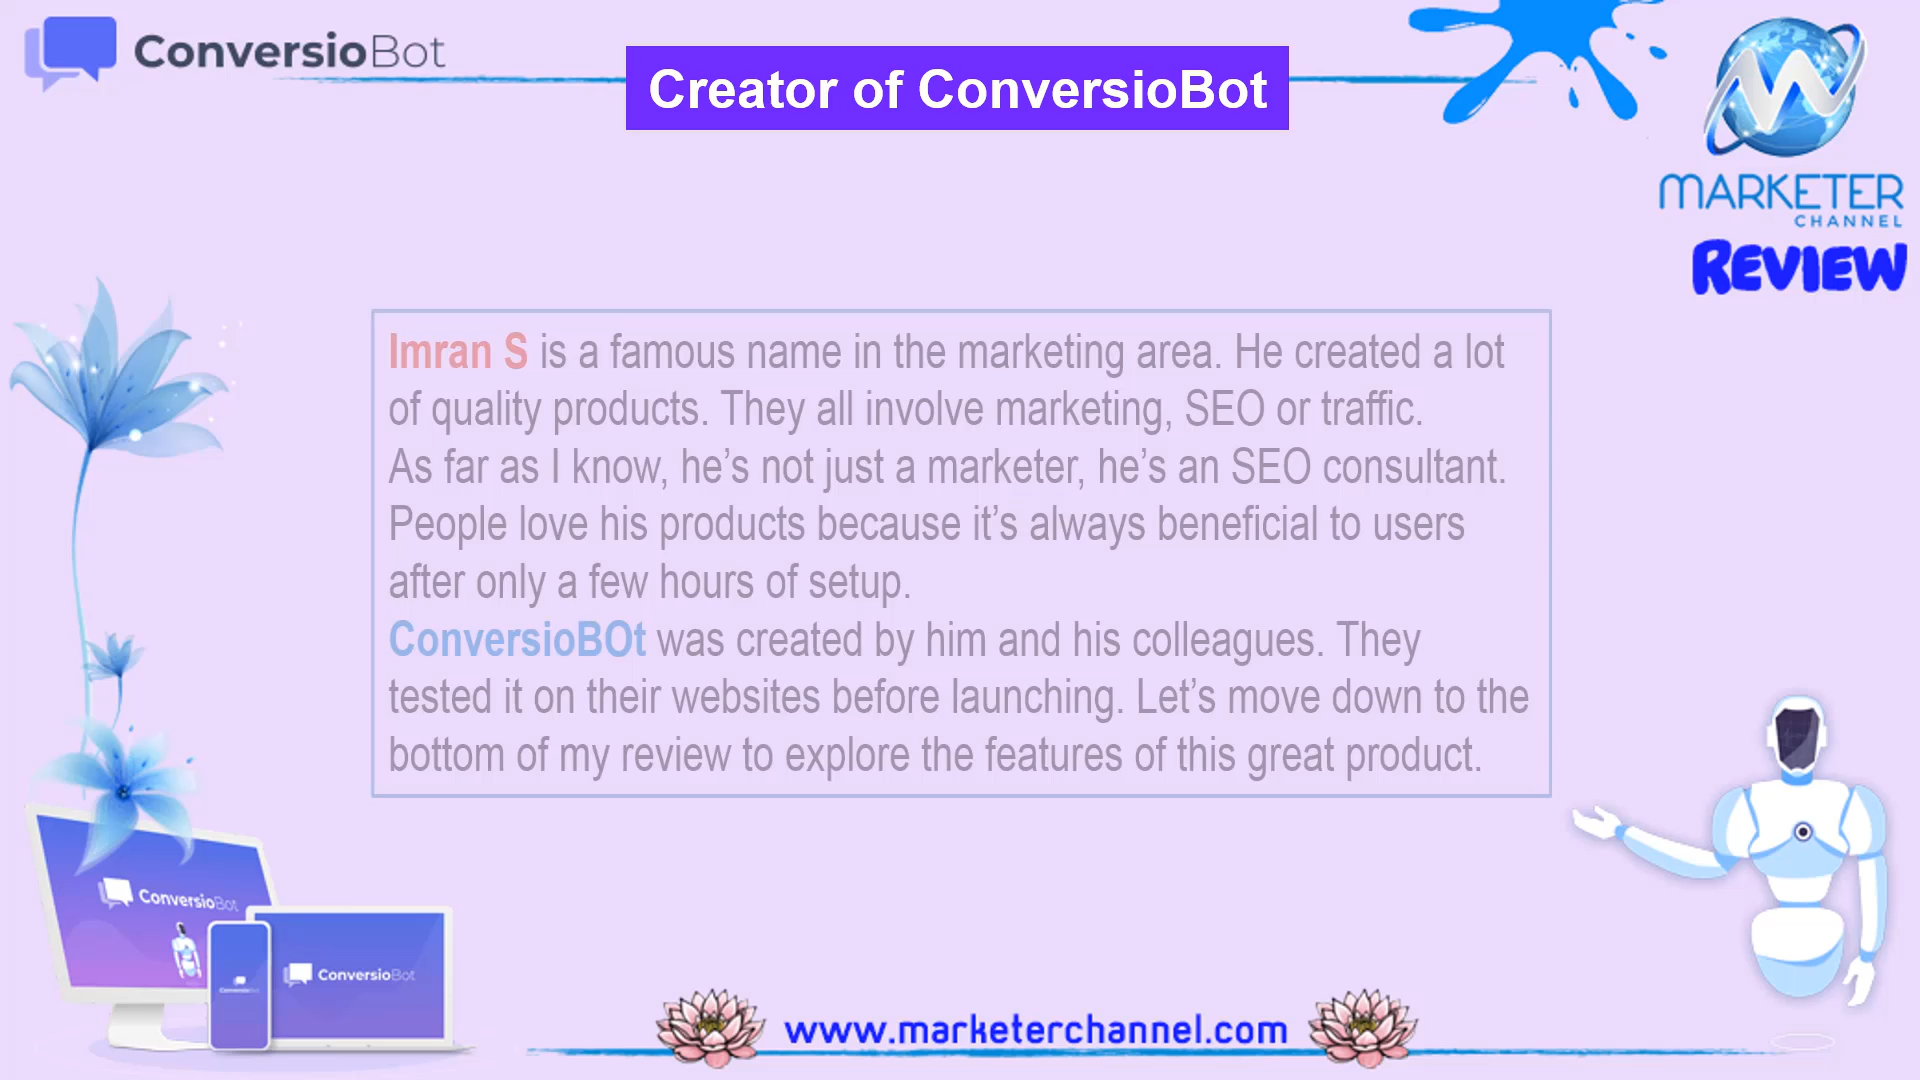 ConversioBot
Creator of ConversioBot
MARKETER
CHANNEL
REVIEW
Imran S is a famous name in the marketing area. He created a lot
of quality products. They all involve marketing, SEO or traffic.
As far as I know, he’s not just a marketer, he’s an SEO consultant.
People love his products because it’s always beneficial to users
after only a few hours of setup.
ConversioBOt was created by him and his colleagues. They
tested it on their websites before launching. Let’s move down to the
bottom of my review to explore the features of this great product.
ConversioBot
ConversioBot
ConversioBot
www.marketerchannel.com